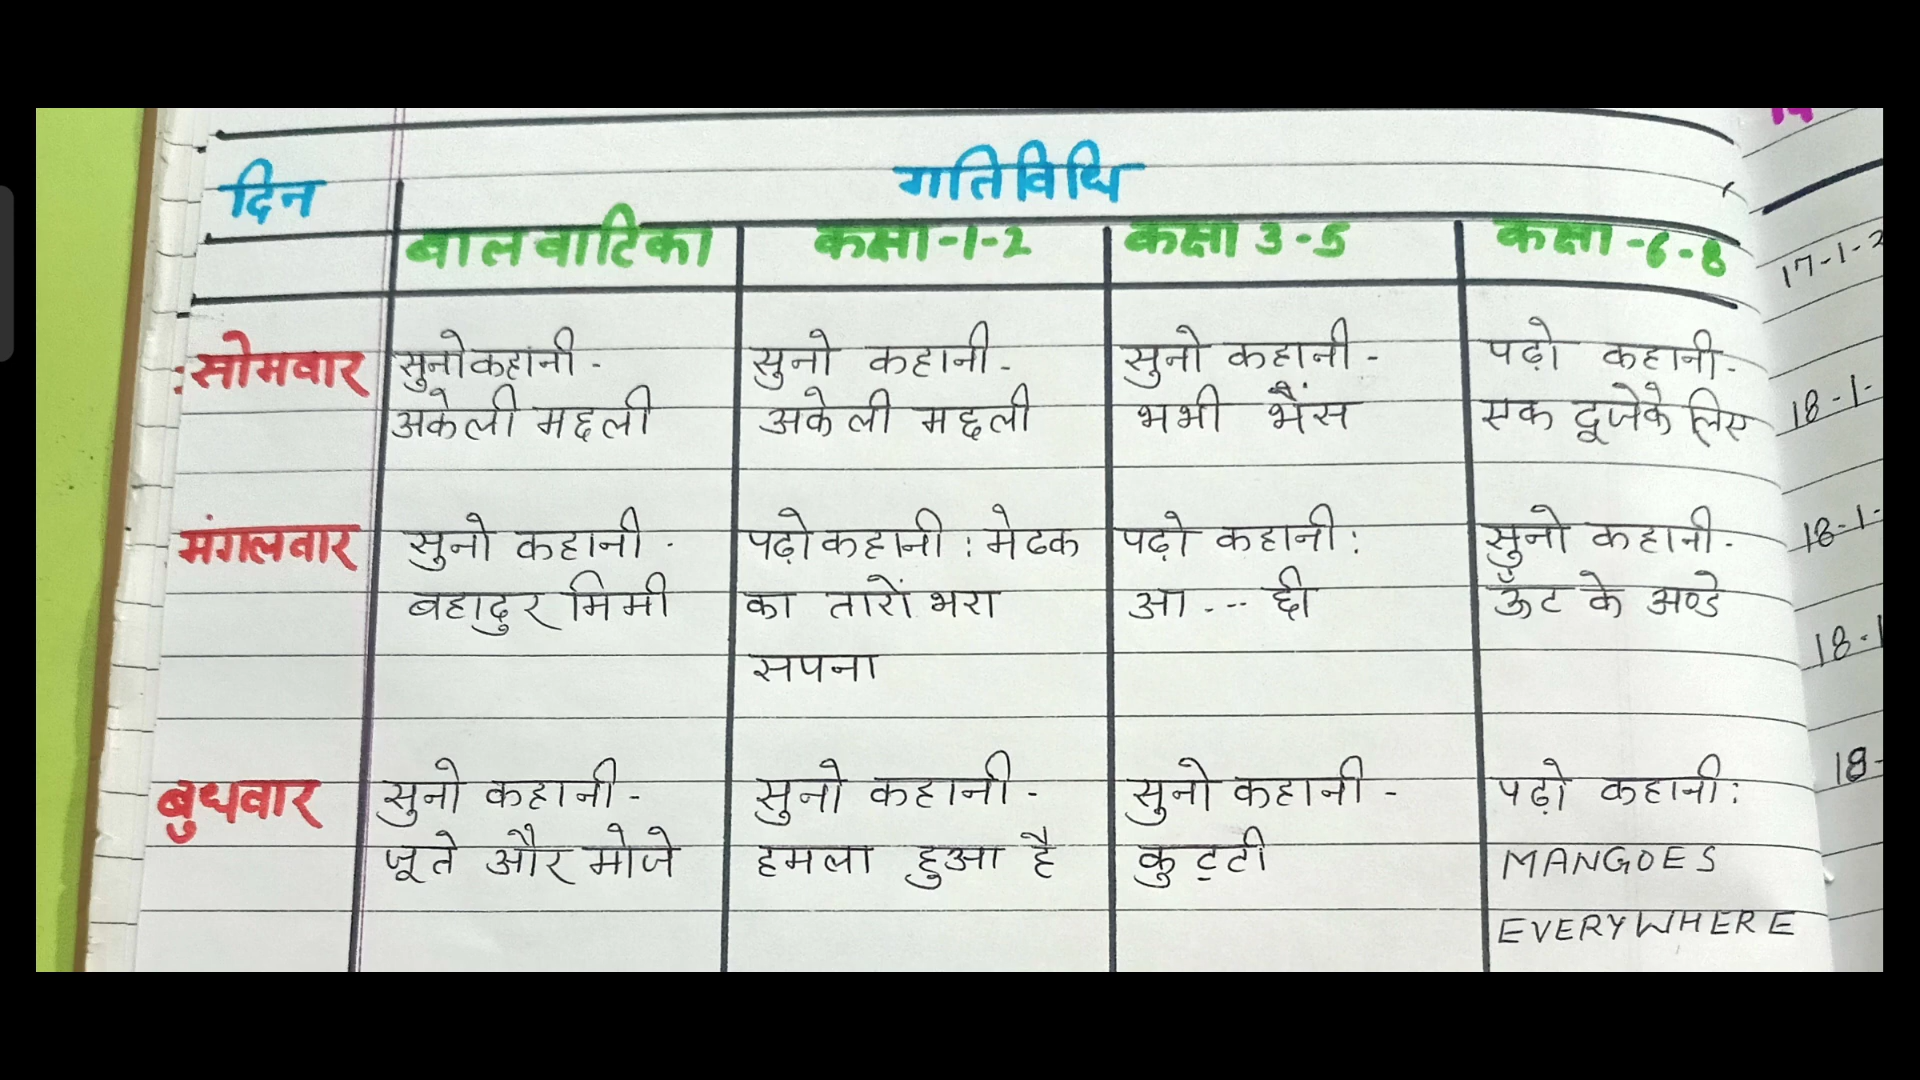 दिन गतिविधि
बालवाटिका कक्षा-1-2 कक्षा 3-5 कक्षा -6-8
सोमवार सुनो कहानी - सुनो कहानी - सुनो कहानी - पढ़ो कहानी -
अकेली मछली अकेली मछली भभी भैंस एक दूजे के लिए
मंगलवार सुनो कहानी - पढ़ो कहानी : मेढक पढ़ो कहानी : सुनो कहानी -
बहादुर मिमी का तारों भरा आ --- छी ऊँट के अण्डे
सपना
बुधवार सुनो कहानी - सुनो कहानी - सुनो कहानी - पढ़ो कहानी :
जूते और मोजे हमला हुआ है कुट्टी MANGOES
EVERYWHERE
17-1-2
18-1-
18-1-
18-1
18-